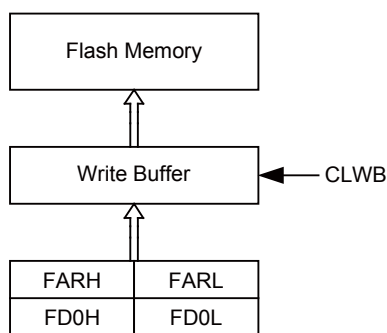 Flash Memory
Write Buffer
CLWB
FARH FARL
FD0H FD0L